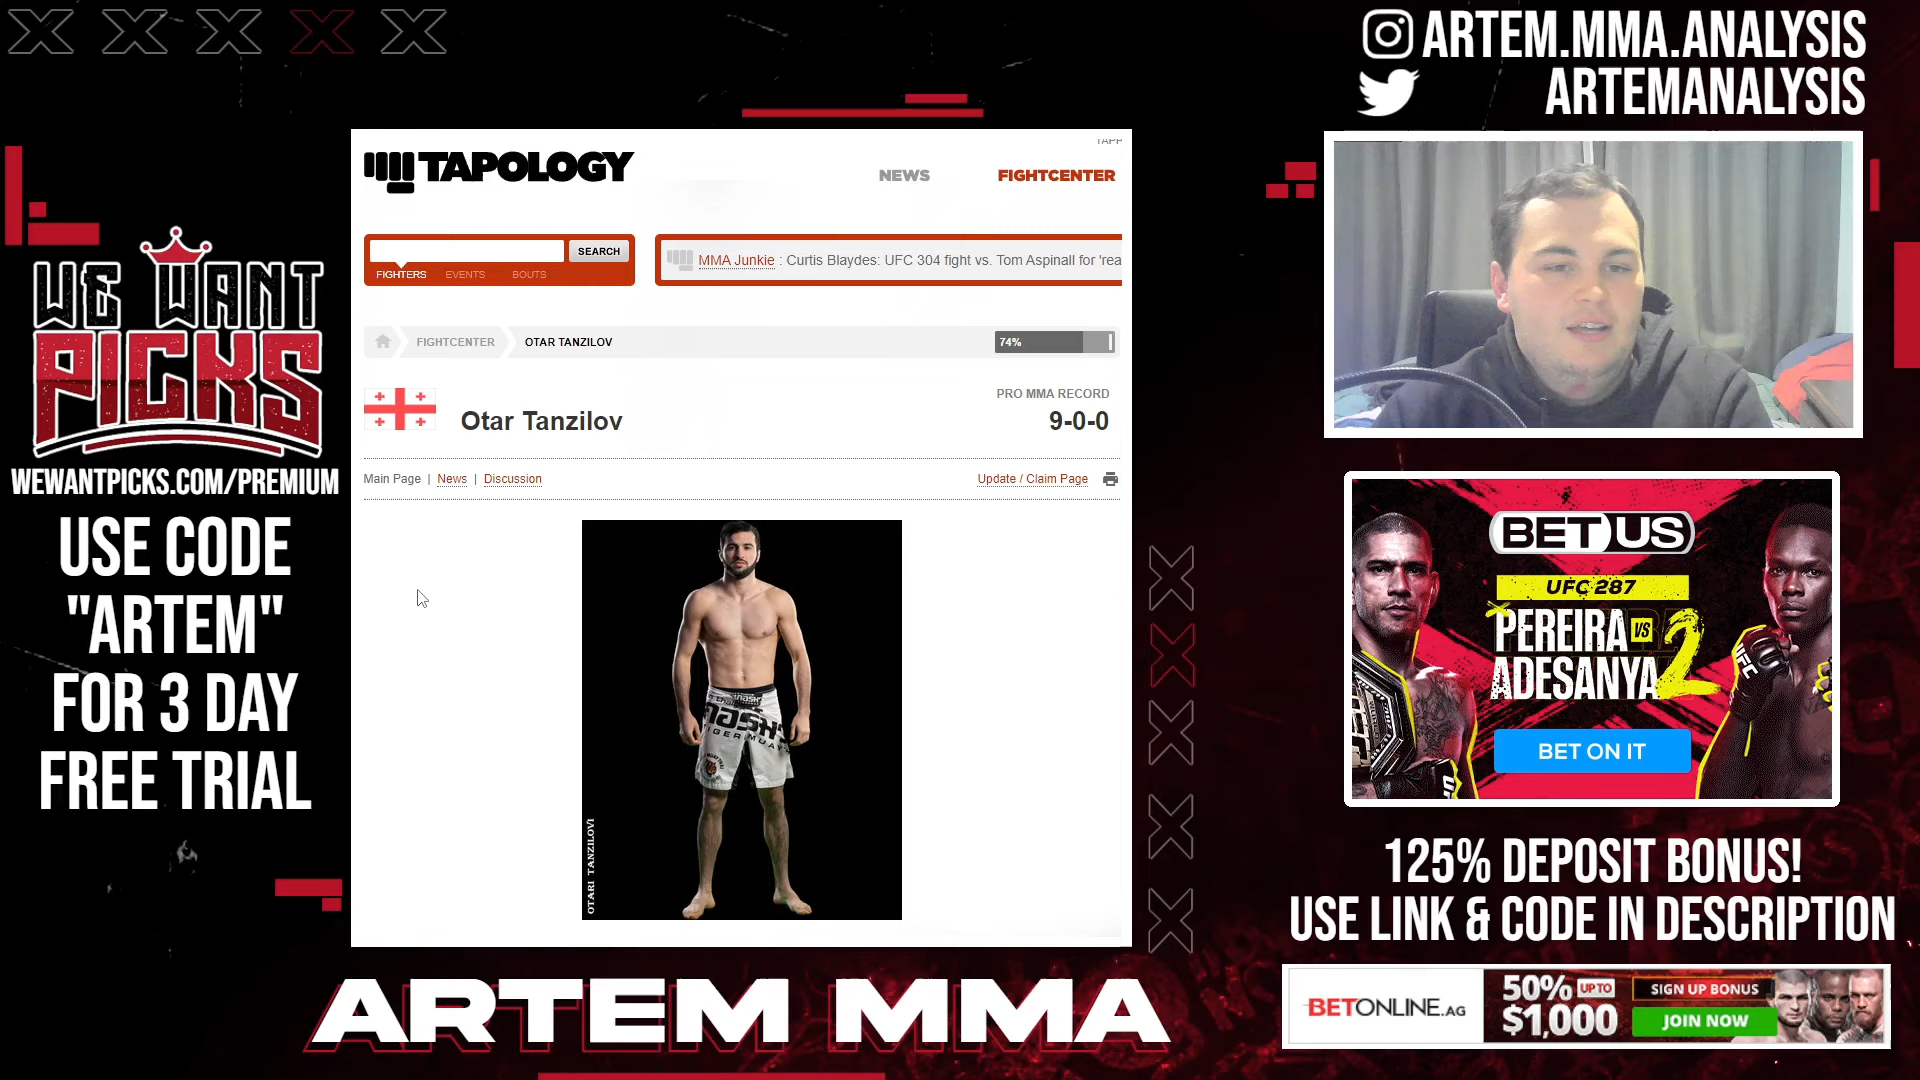 WE WANT
PICKS
WEWANTPICKS.COM/PREMIUM
USE CODE
"ARTEM"
FOR 3 DAY
FREE TRIAL
TAPOLOGY
NEWS
FIGHTCENTER
SEARCH
FIGHTERS
EVENTS
BOUTS
MMA Junkie : Curtis Blaydes: UFC 304 fight vs. Tom Aspinall for 'rea
FIGHTCENTER
OTAR TANZILOV
74%
Otar Tanzilov
PRO MMA RECORD
9-0-0
Main Page | News | Discussion
Update / Claim Page
OTARI TANZILOVI
ARTEM MMA
ARTEM.MMA.ANALYSIS
ARTEMANALYSIS
BETUS
UFC 287
PEREIRA VS
ADESANYA 2
BET ON IT
125% DEPOSIT BONUS!
USE LINK & CODE IN DESCRIPTION
BETONLINE.AG
50% UP TO
$1,000
SIGN UP BONUS
JOIN NOW